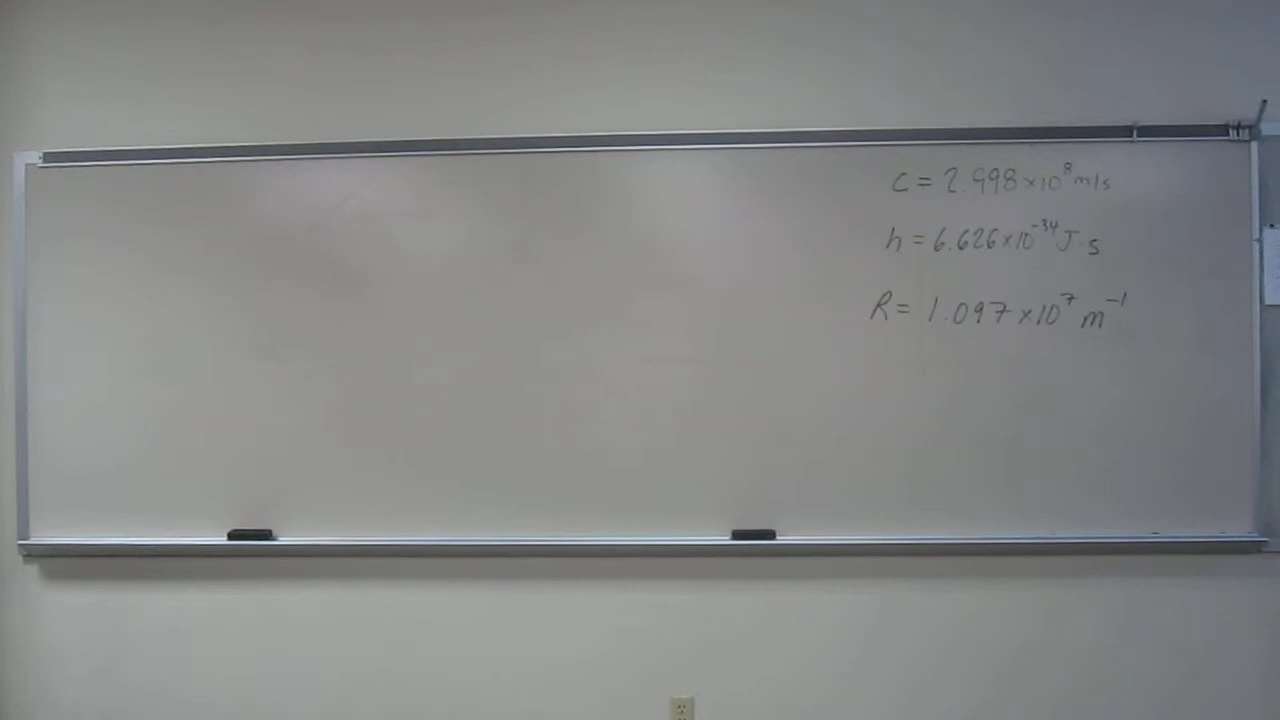 c = 2.998×10⁸ m/s
h = 6.626×10⁻³⁴ J·s
R = 1.097×10⁷ m⁻¹